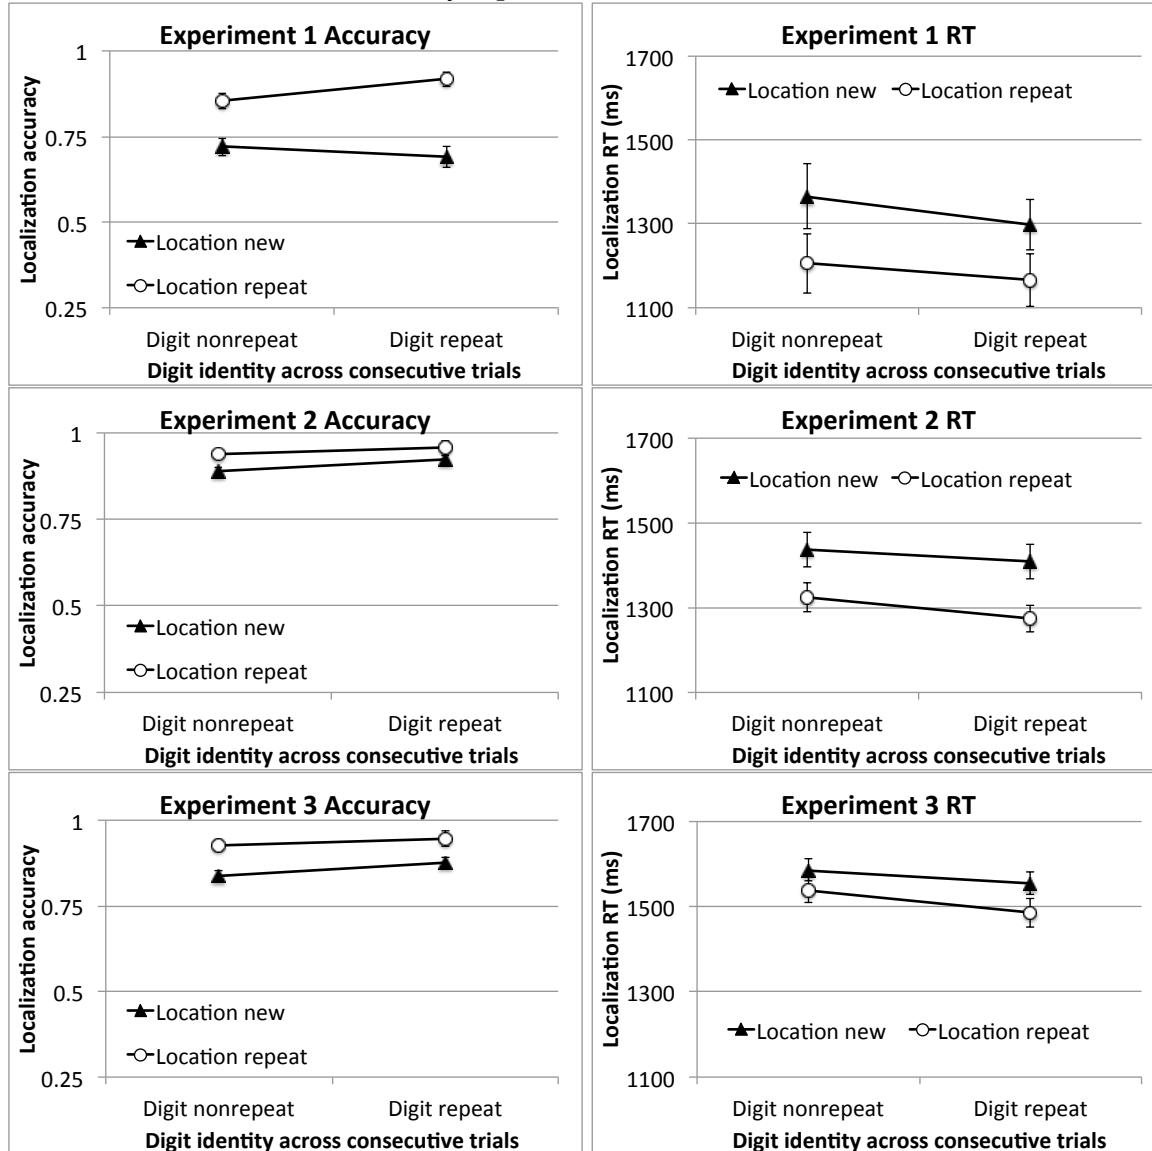 Experiment 1 Accuracy
1
0.75
0.5
0.25
Localization accuracy
Location new
Location repeat
Digit nonrepeat Digit repeat
Digit identity across consecutive trials
Experiment 1 RT
1700
1500
1300
1100
Localization RT (ms)
Location new Location repeat
Digit nonrepeat Digit repeat
Digit identity across consecutive trials
Experiment 2 Accuracy
1
0.75
0.5
0.25
Localization accuracy
Location new
Location repeat
Digit nonrepeat Digit repeat
Digit identity across consecutive trials
Experiment 2 RT
1700
1500
1300
1100
Localization RT (ms)
Location new Location repeat
Digit nonrepeat Digit repeat
Digit identity across consecutive trials
Experiment 3 Accuracy
1
0.75
0.5
0.25
Localization accuracy
Location new
Location repeat
Digit nonrepeat Digit repeat
Digit identity across consecutive trials
Experiment 3 RT
1700
1500
1300
1100
Localization RT (ms)
Location new Location repeat
Digit nonrepeat Digit repeat
Digit identity across consecutive trials